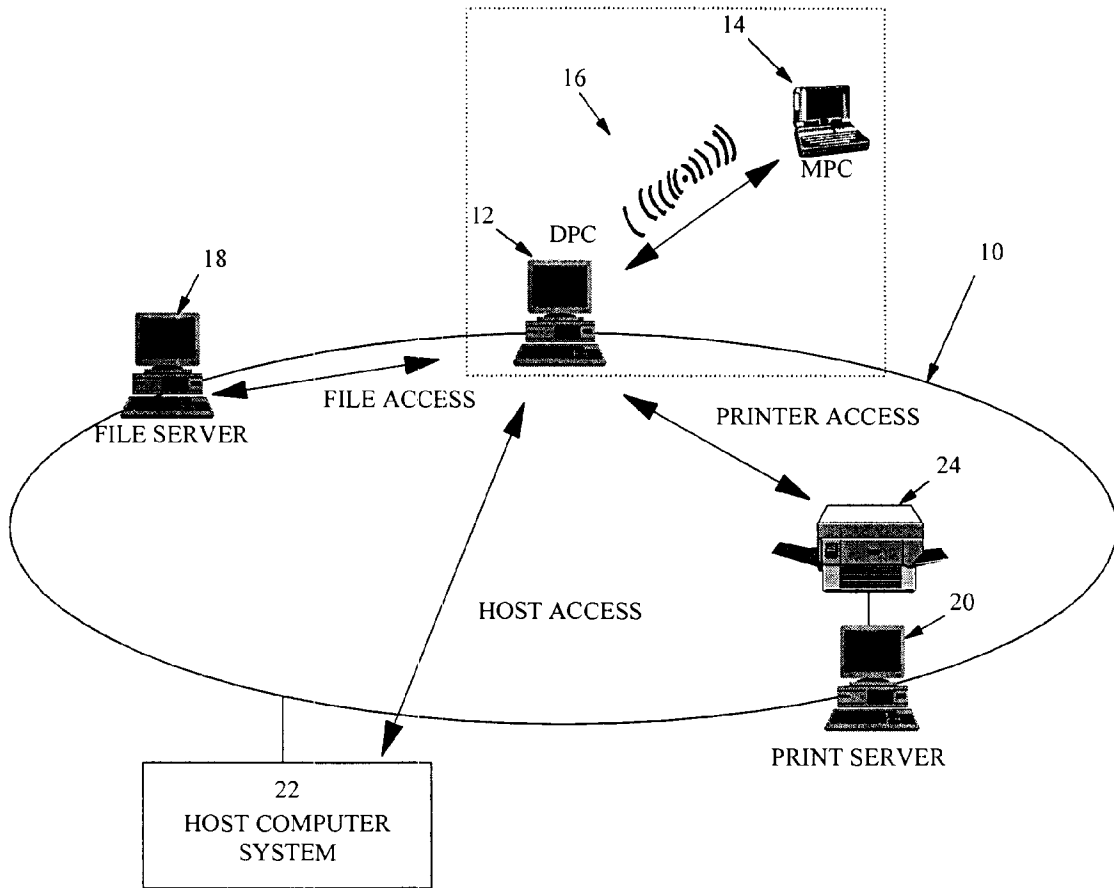 14
16
MPC
12
DPC
18
10
FILE ACCESS
PRINTER ACCESS
FILE SERVER
24
HOST ACCESS
20
PRINT SERVER
22
HOST COMPUTER
SYSTEM